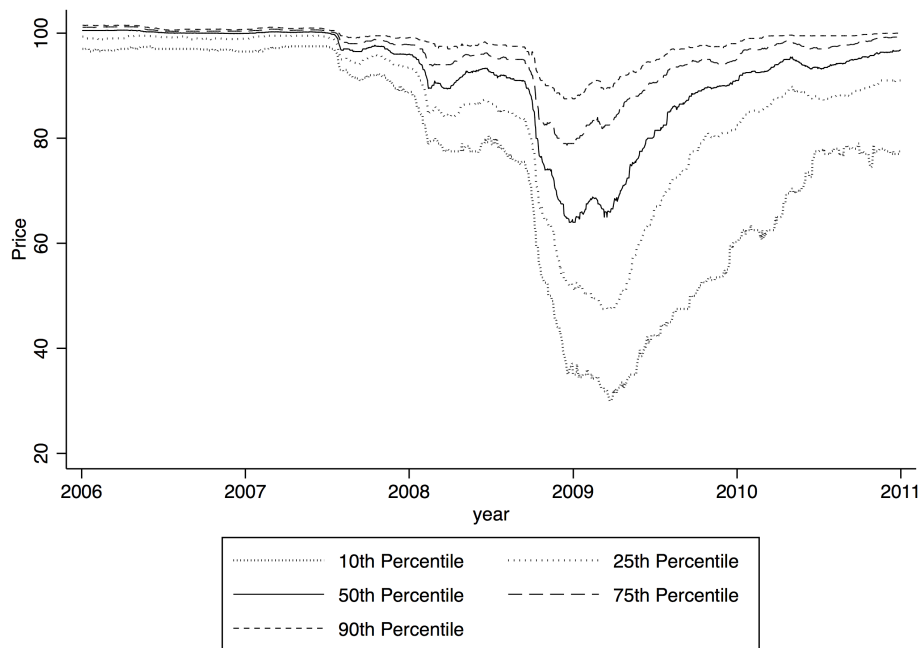 100
80
60
40
20
Price
2006 2007 2008 2009 2010 2011
year
10th Percentile 25th Percentile
50th Percentile 75th Percentile
90th Percentile